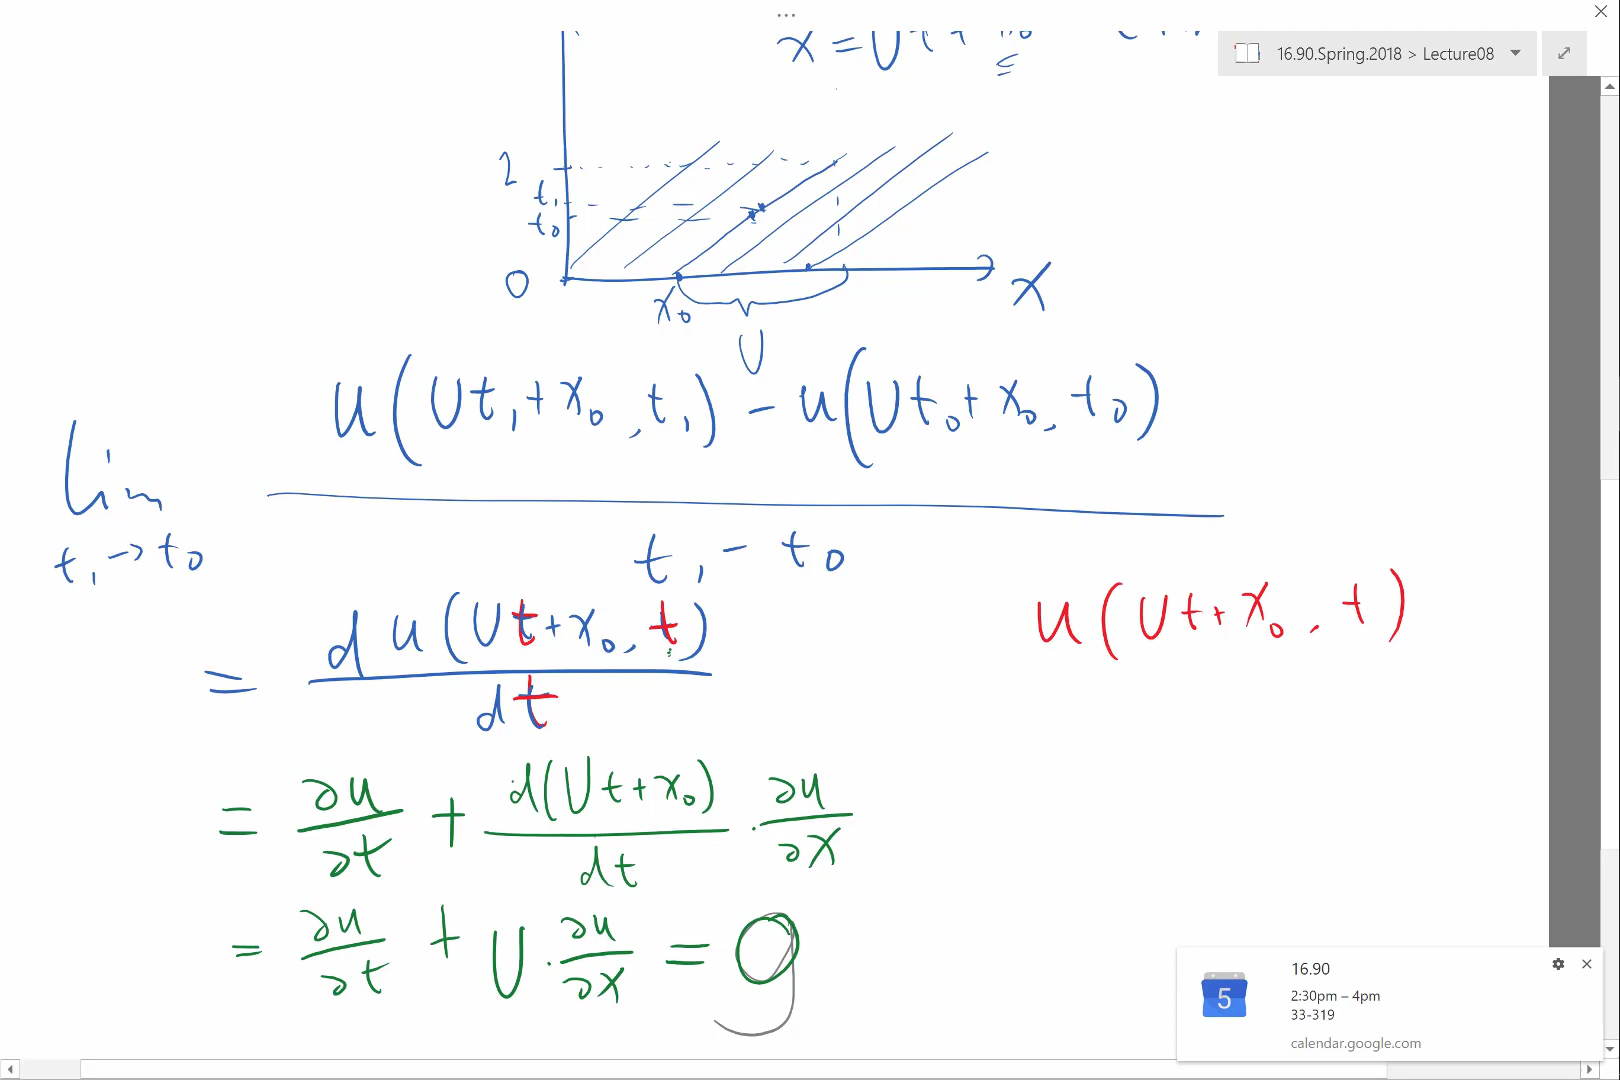 x = Ut + x₀
16.90.Spring.2018 > Lecture08
2
t₁
t₀
0
x₀
x
U
lim t₁→t₀ (u(Ut₁+x₀, t₁) - u(Ut₀+x₀, t₀)) / (t₁ - t₀)
u(Ut+x₀, t)
= d u(Ut+x₀, t) / dt
= ∂u/∂t + d(Ut+x₀)/dt · ∂u/∂x
= ∂u/∂t + U · ∂u/∂x = 0
5
16.90
2:30pm – 4pm
33-319
calendar.google.com